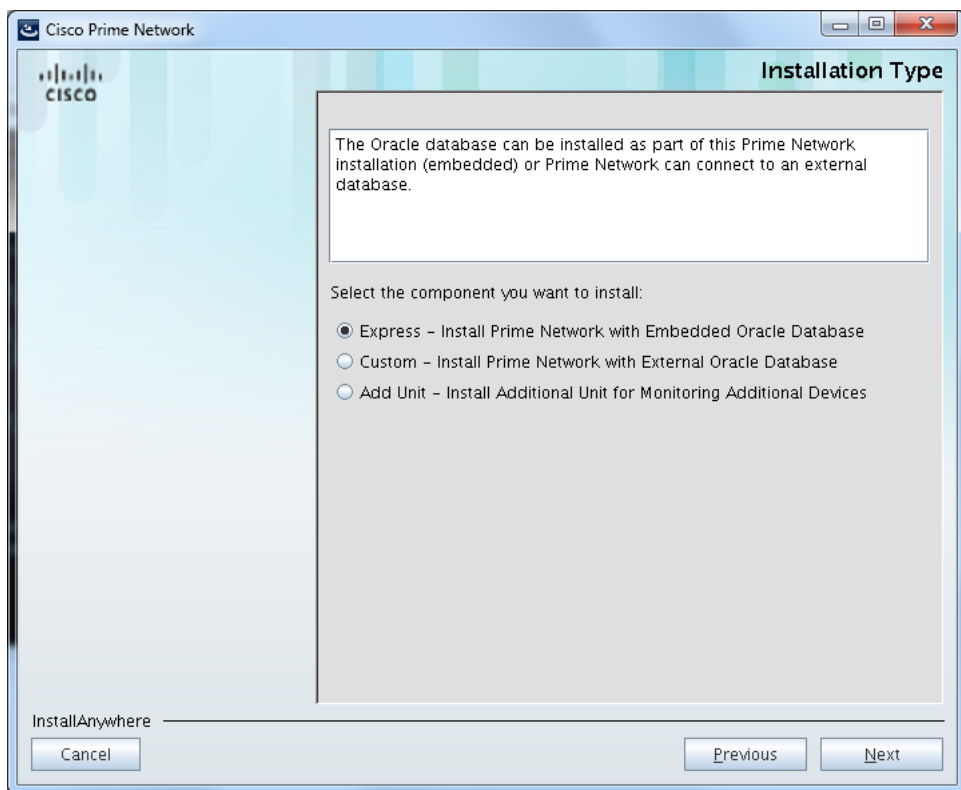 Cisco Prime Network
CISCO
Installation Type
The Oracle database can be installed as part of this Prime Network
installation (embedded) or Prime Network can connect to an external
database.
Select the component you want to install:
Express – Install Prime Network with Embedded Oracle Database
Custom – Install Prime Network with External Oracle Database
Add Unit – Install Additional Unit for Monitoring Additional Devices
InstallAnywhere
Cancel
Previous
Next